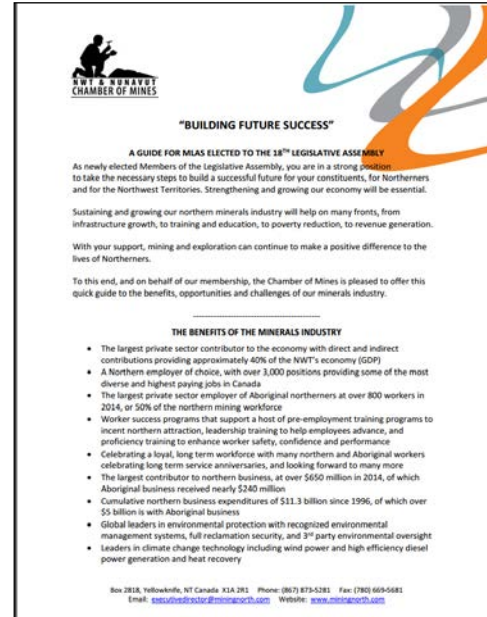 NWT & NUNAVUT
CHAMBER OF MINES
"BUILDING FUTURE SUCCESS"
A GUIDE FOR MLAS ELECTED TO THE 18TH LEGISLATIVE ASSEMBLY
As newly elected Members of the Legislative Assembly, you are in a strong position
to take the necessary steps to build a successful future for your constituents, for Northerners
and for the Northwest Territories. Strengthening and growing our economy will be essential.
Sustaining and growing our northern minerals industry will help on many fronts, from
infrastructure growth, to training and education, to poverty reduction, to revenue generation.
With your support, mining and exploration can continue to make a positive difference to the
lives of Northerners.
To this end, and on behalf of our membership, the Chamber of Mines is pleased to offer this
quick guide to the benefits, opportunities and challenges of our minerals industry.
--------------------------------------------
THE BENEFITS OF THE MINERALS INDUSTRY
• The largest private sector contributor to the economy with direct and indirect
contributions providing approximately 40% of the NWT's economy (GDP)
• A Northern employer of choice, with over 3,000 positions providing some of the most
diverse and highest paying jobs in Canada
• The largest private sector employer of Aboriginal northerners at over 800 workers in
2014, or 50% of the northern mining workforce
• Worker success programs that support a host of pre-employment training programs to
incent northern attraction, leadership training to help employees advance, and
proficiency training to enhance worker safety, confidence and performance
• Celebrating a loyal, long term workforce with many northern and Aboriginal workers
celebrating long term service anniversaries, and looking forward to many more
• The largest contributor to northern business, at over $650 million in 2014, of which
Aboriginal business received nearly $240 million
• Cumulative northern business expenditures of $11.3 billion since 1996, of which over
$5 billion is with Aboriginal business
• Global leaders in environmental protection with recognized environmental
management systems, full reclamation security, and 3rd party environmental oversight
• Leaders in climate change technology including wind power and high efficiency diesel
power generation and heat recovery
Box 2818, Yellowknife, NT Canada X1A 2R1 Phone: (867) 873-5281 Fax: (780) 669-5681
Email: executivedirector@miningnorth.com Website: www.miningnorth.com